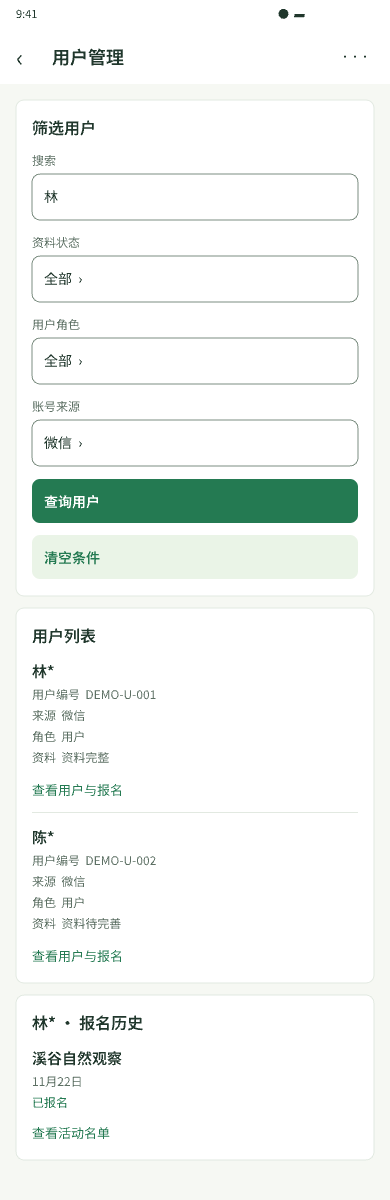 9:41
‹ 用户管理 ···
筛选用户
搜索
林
资料状态
全部 ›
用户角色
全部 ›
账号来源
微信 ›
查询用户
清空条件
用户列表
林*
用户编号 DEMO-U-001
来源 微信
角色 用户
资料 资料完整
查看用户与报名
陈*
用户编号 DEMO-U-002
来源 微信
角色 用户
资料 资料待完善
查看用户与报名
林* · 报名历史
溪谷自然观察
11月22日
已报名
查看活动名单